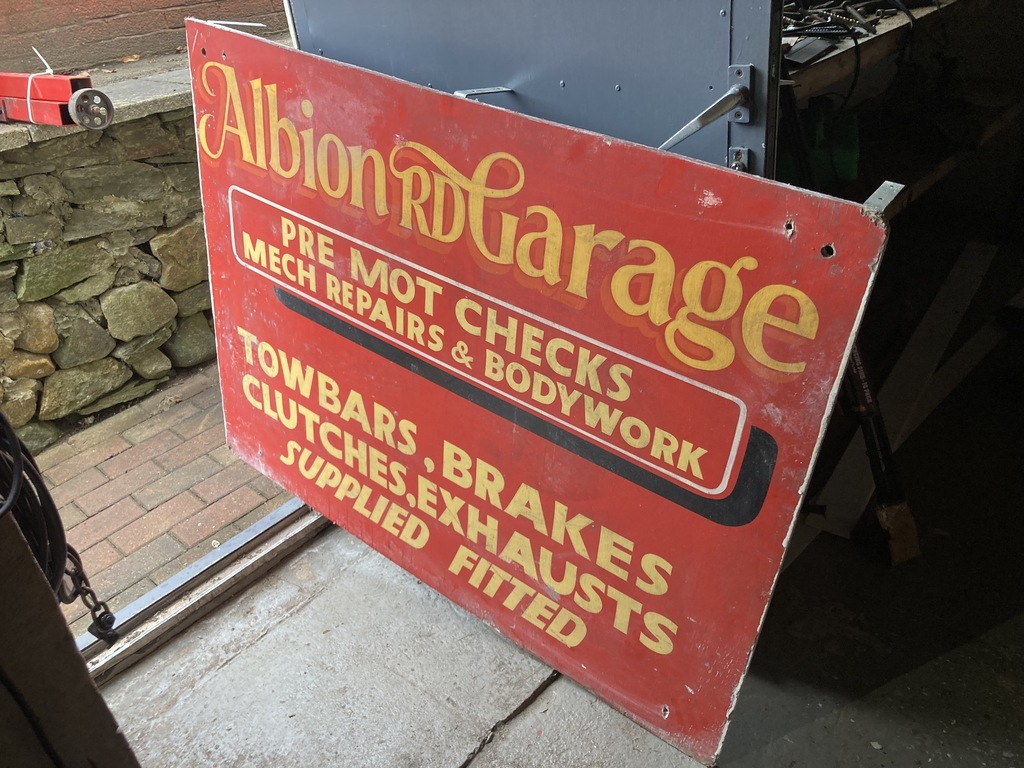 Albion RD Garage
PRE MOT CHECKS
MECH REPAIRS & BODYWORK
TOWBARS, BRAKES
CLUTCHES, EXHAUSTS
SUPPLIED FITTED